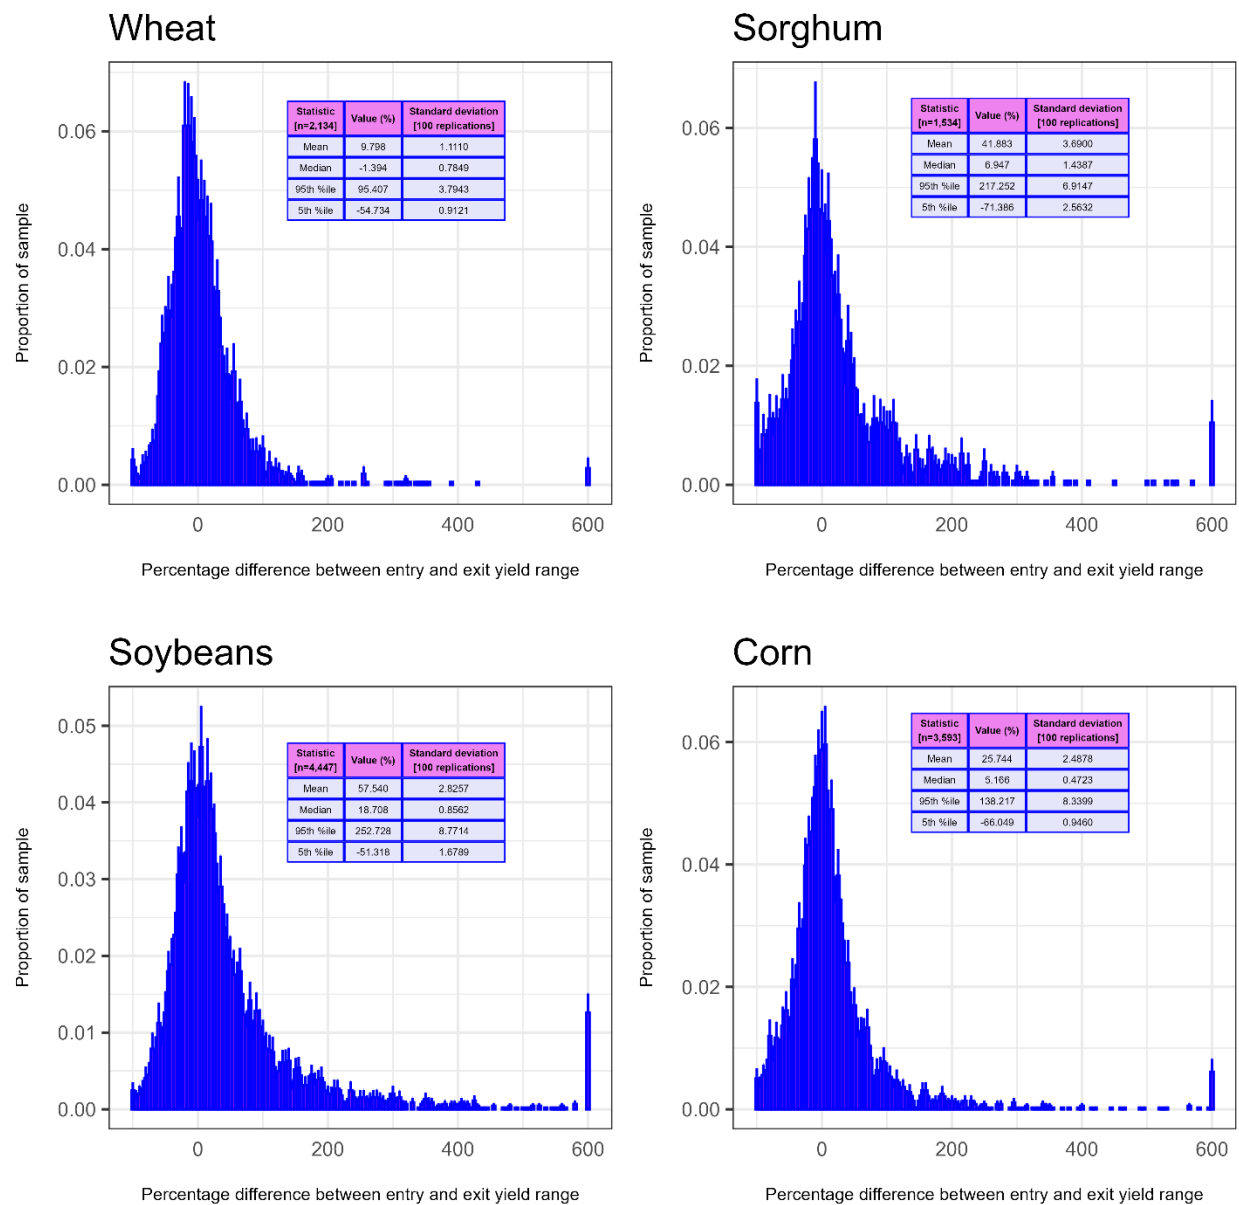 Wheat
Proportion of sample
0.06
0.04
0.02
0.00
Statistic [n=2,134] Value (%) Standard deviation [100 replications]
Mean 9.798 1.1110
Median -1.394 0.7849
95th %ile 95.407 3.7943
5th %ile -54.734 0.9121
0 200 400 600
Percentage difference between entry and exit yield range
Sorghum
Proportion of sample
0.06
0.04
0.02
0.00
Statistic [n=1,534] Value (%) Standard deviation [100 replications]
Mean 41.883 3.6900
Median 6.947 1.4387
95th %ile 217.252 6.9147
5th %ile -71.386 2.5632
0 200 400 600
Percentage difference between entry and exit yield range
Soybeans
Proportion of sample
0.05
0.04
0.03
0.02
0.01
0.00
Statistic [n=4,447] Value (%) Standard deviation [100 replications]
Mean 57.540 2.8257
Median 18.708 0.8562
95th %ile 252.728 8.7714
5th %ile -51.318 1.6789
0 200 400 600
Percentage difference between entry and exit yield range
Corn
Proportion of sample
0.06
0.04
0.02
0.00
Statistic [n=3,593] Value (%) Standard deviation [100 replications]
Mean 25.744 2.4878
Median 5.166 0.4723
95th %ile 138.217 8.3399
5th %ile -66.049 0.9460
0 200 400 600
Percentage difference between entry and exit yield range